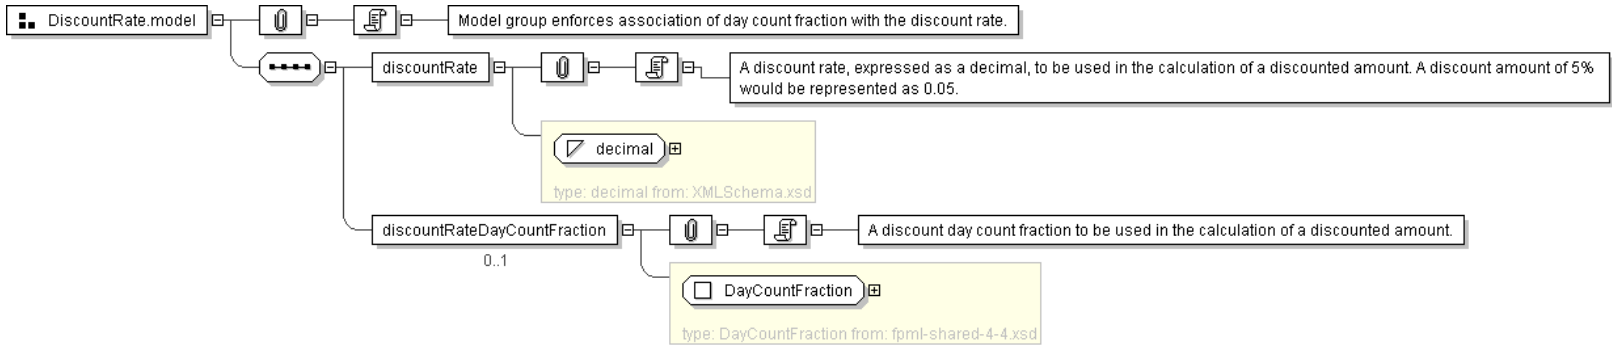 DiscountRate.model
Model group enforces association of day count fraction with the discount rate.
discountRate
A discount rate, expressed as a decimal, to be used in the calculation of a discounted amount. A discount amount of 5%
would be represented as 0.05.
decimal
type: decimal from: XMLSchema.xsd
discountRateDayCountFraction
A discount day count fraction to be used in the calculation of a discounted amount.
0..1
DayCountFraction
type: DayCountFraction from: fpml-shared-4-4.xsd